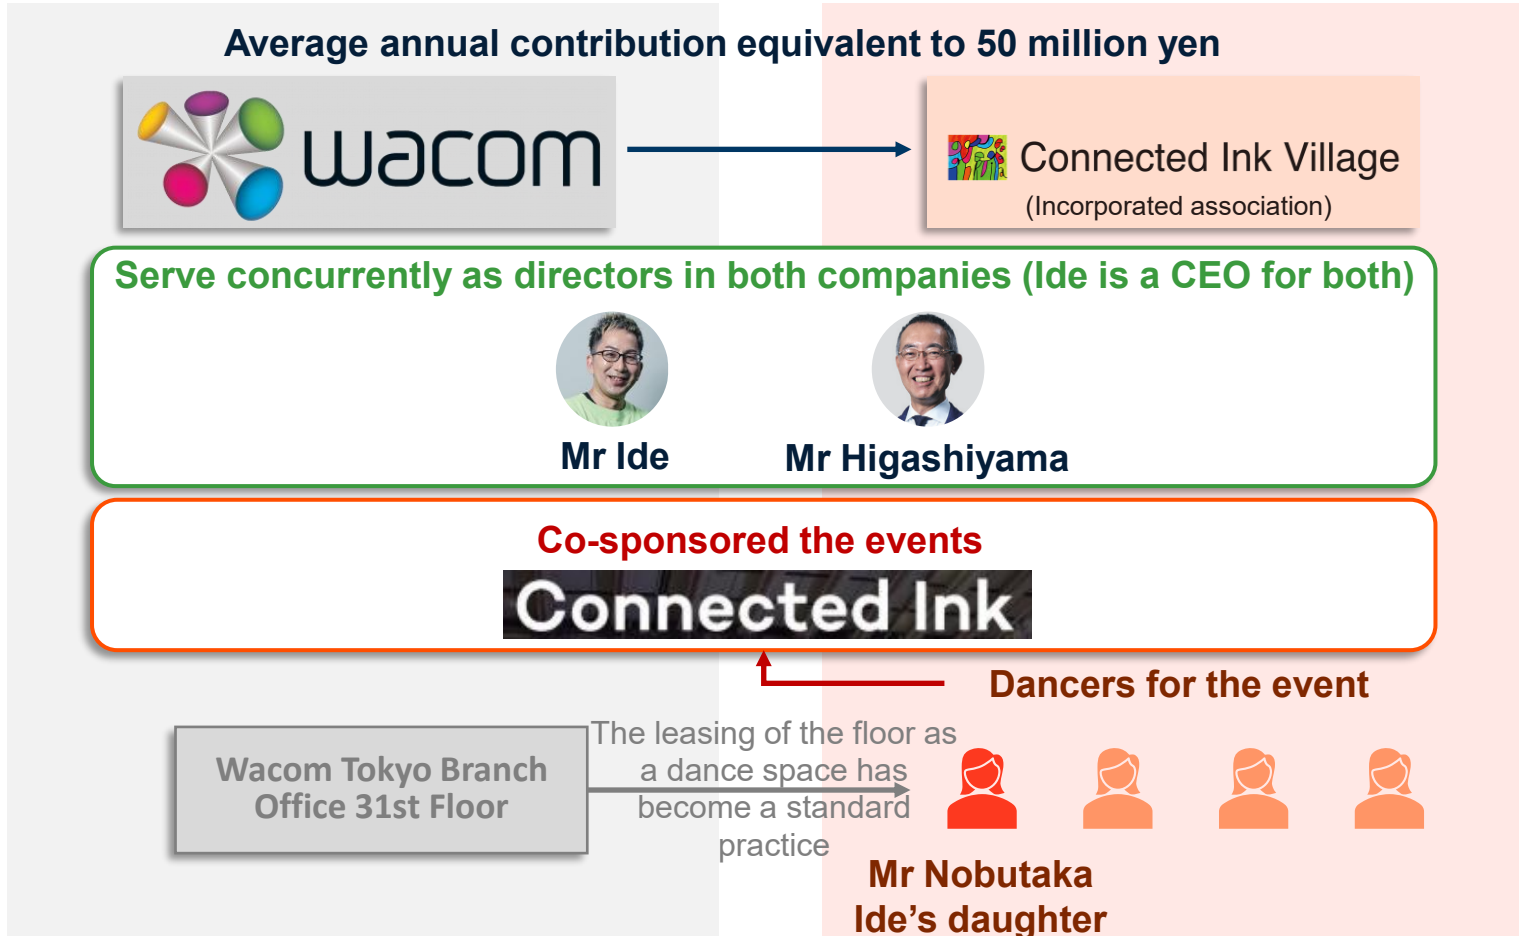 Average annual contribution equivalent to 50 million yen
wacom
Connected Ink Village
(Incorporated association)
Serve concurrently as directors in both companies (Ide is a CEO for both)
Mr Ide
Mr Higashiyama
Co-sponsored the events
Connected Ink
Dancers for the event
Wacom Tokyo Branch
Office 31st Floor
The leasing of the floor as
a dance space has
become a standard
practice
Mr Nobutaka
Ide's daughter